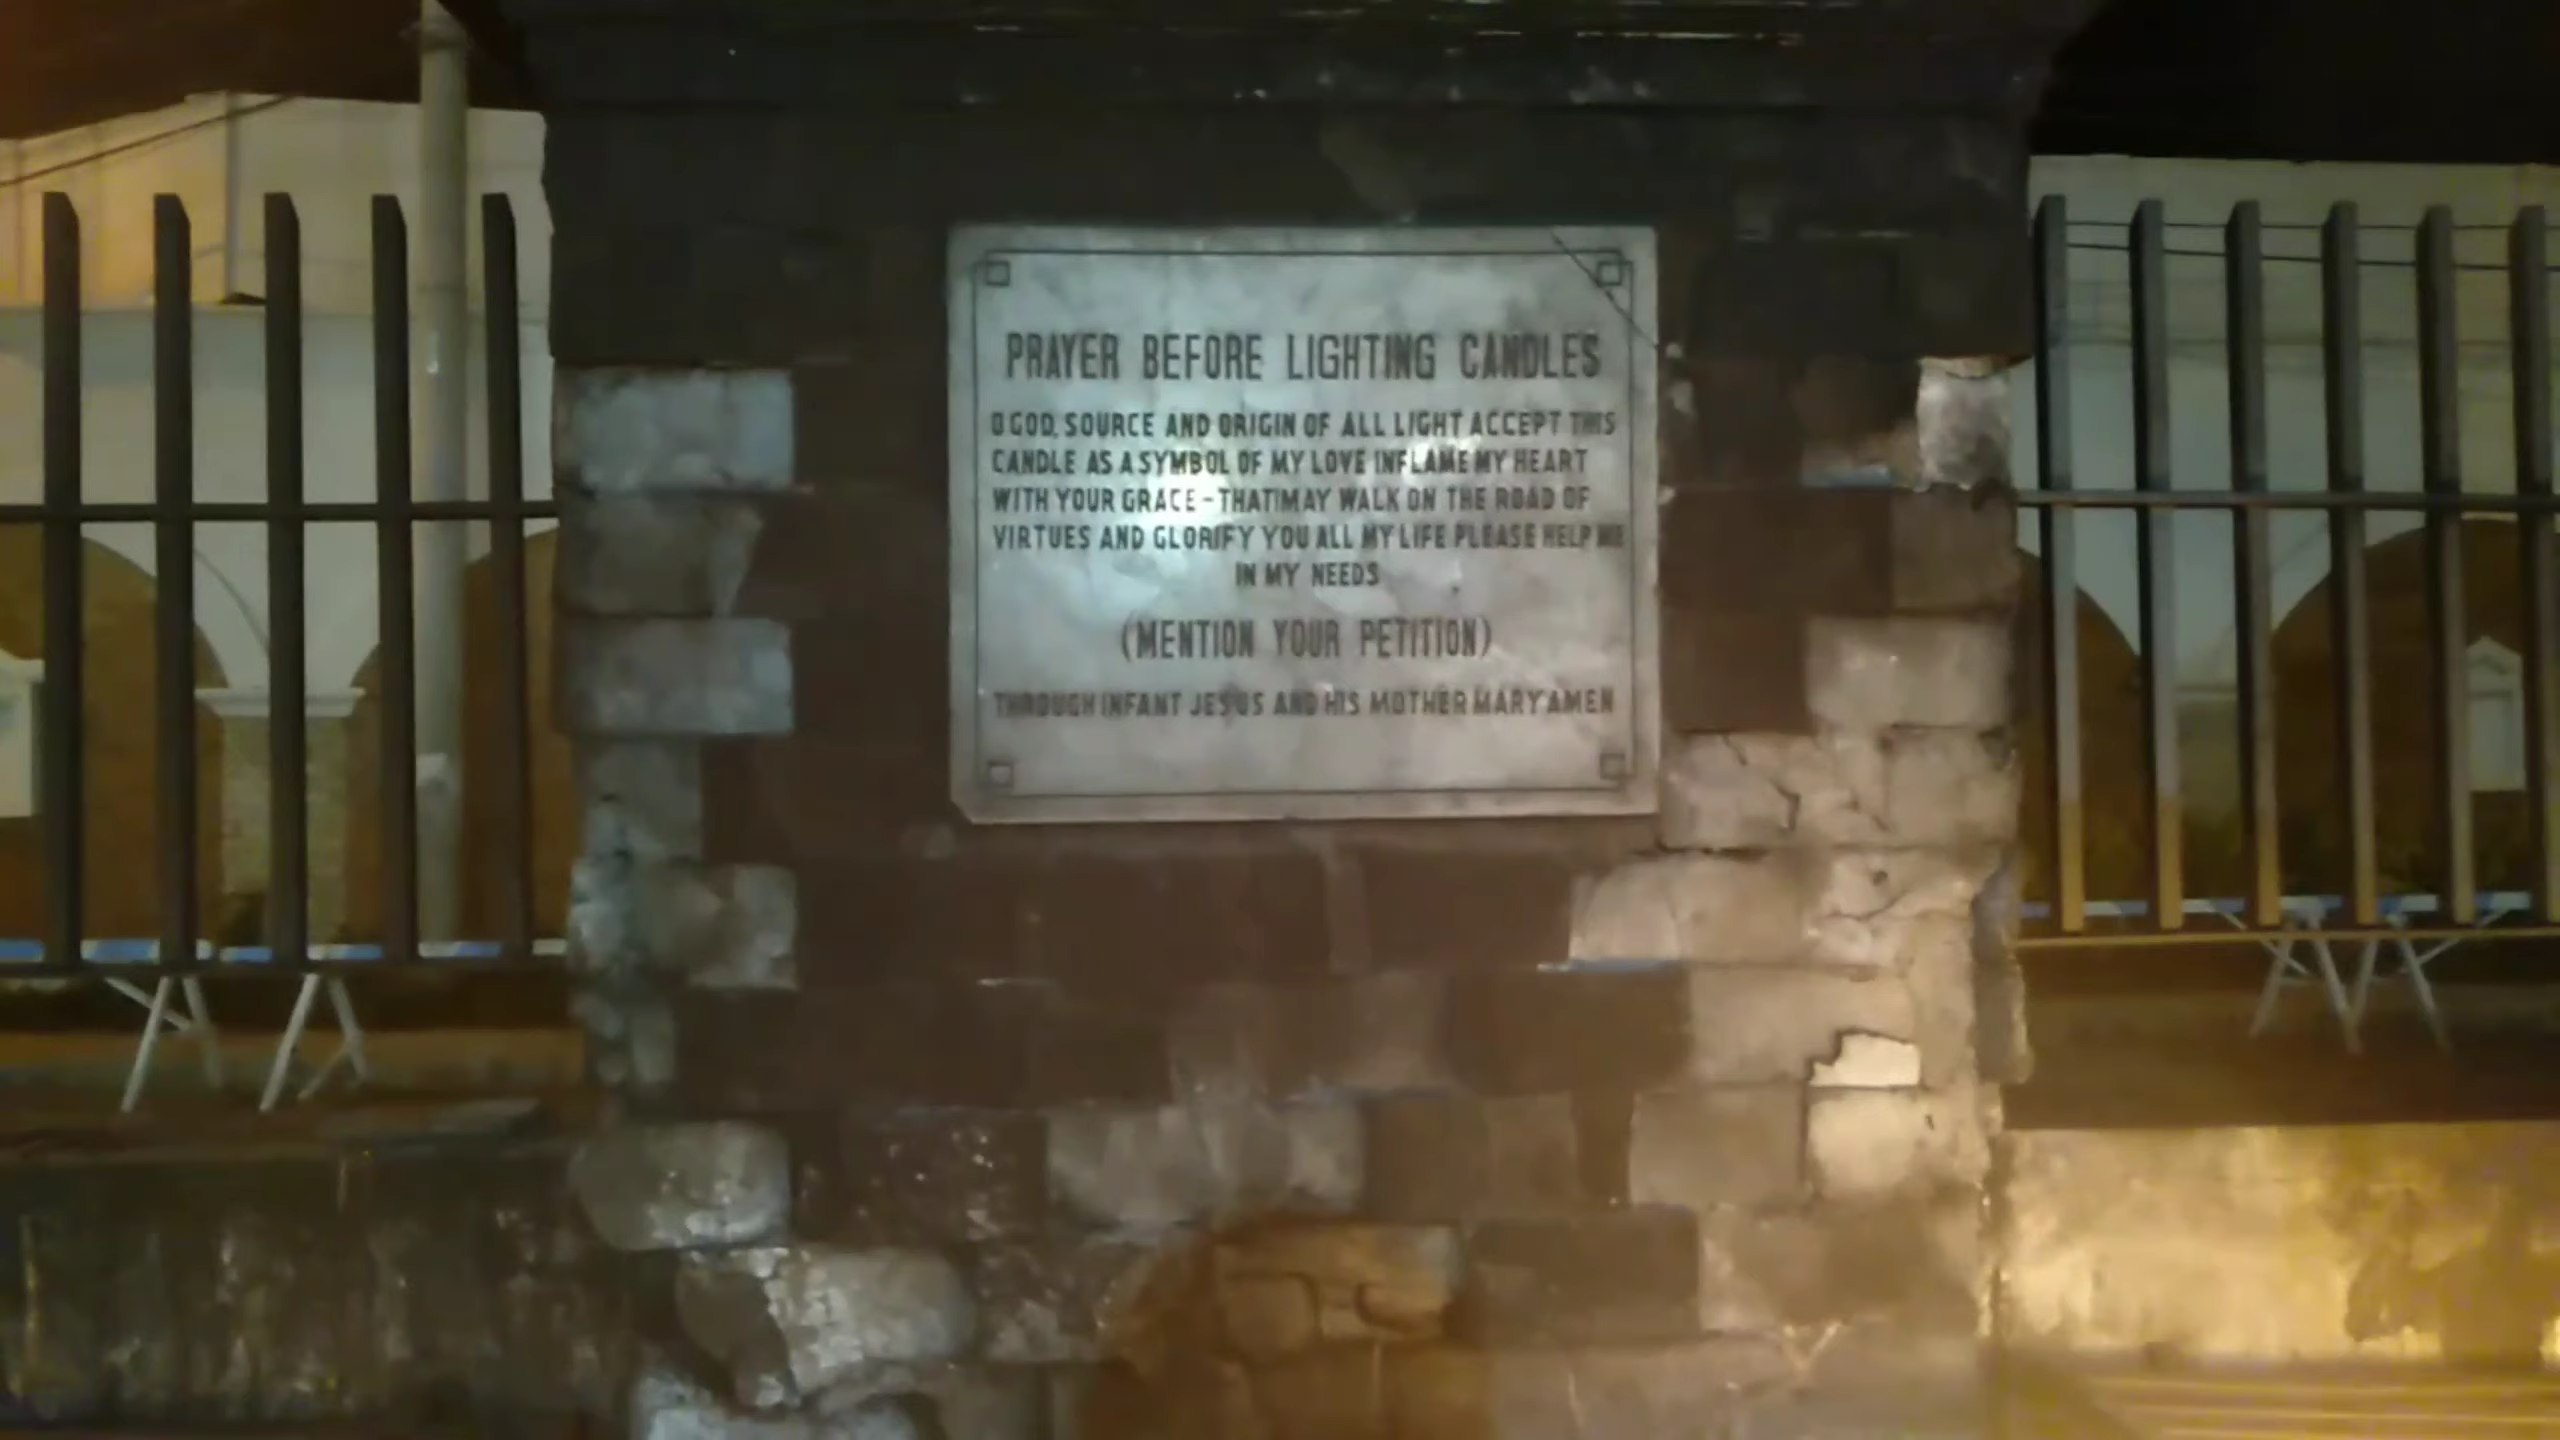 PRAYER BEFORE LIGHTING CANDLES
O GOD, SOURCE AND ORIGIN OF ALL LIGHT ACCEPT THIS
CANDLE AS A SYMBOL OF MY LOVE INFLAME MY HEART
WITH YOUR GRACE - THAT I MAY WALK ON THE ROAD OF
VIRTUES AND GLORIFY YOU ALL MY LIFE PLEASE HELP ME
IN MY NEEDS
(MENTION YOUR PETITION)
THROUGH INFANT JESUS AND HIS MOTHER MARY AMEN